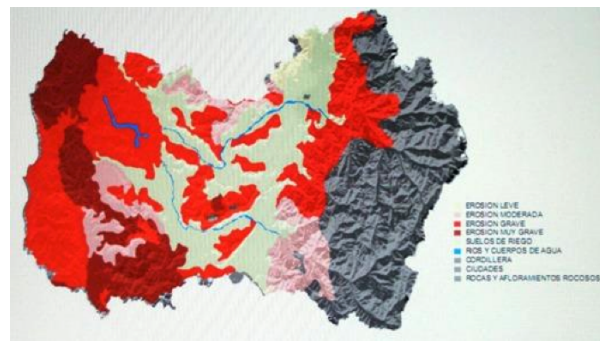 EROSION LEVE
EROSION MODERADA
EROSION GRAVE
EROSION MUY GRAVE
SUELOS DE RIEGO
RIOS Y CUERPOS DE AGUA
CORDILLERA
CIUDADES
ROCAS Y AFLORAMIENTOS ROCOSOS